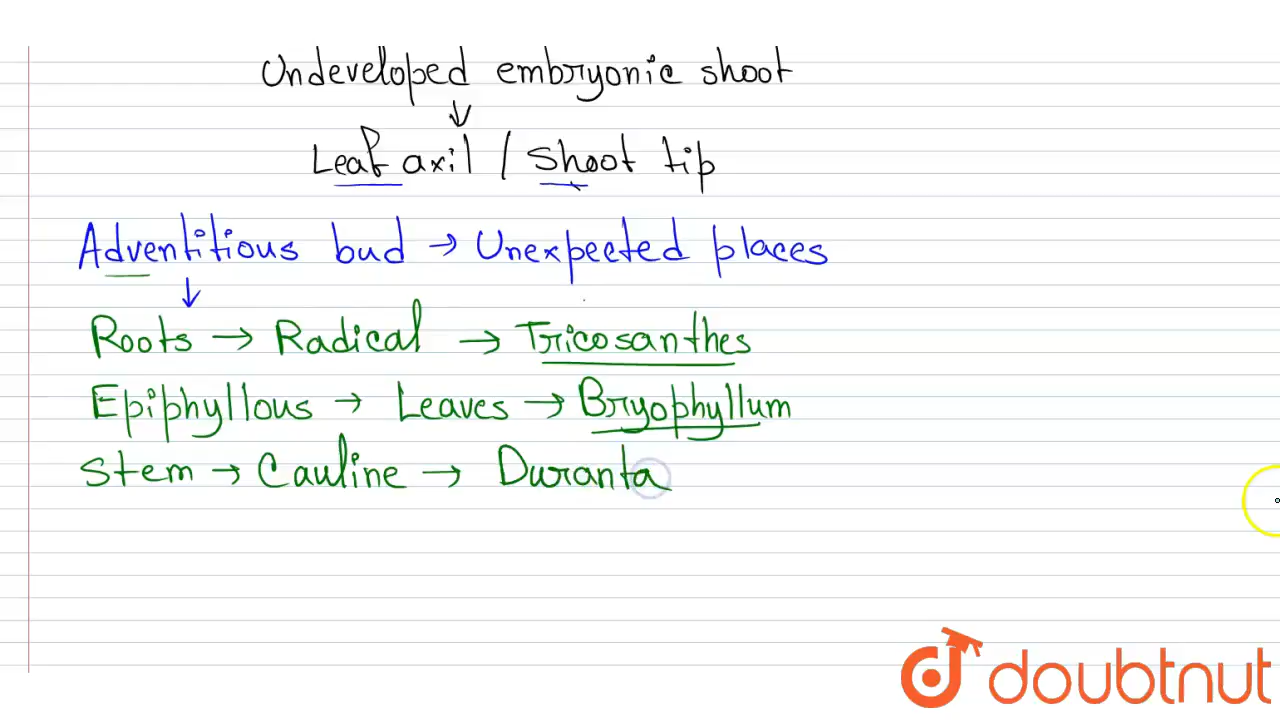 Undeveloped embryonic shoot
↓
Leaf axil / Shoot tip
Adventitious bud → Unexpected places
↓
Roots → Radical → Tricosanthes
Epiphyllous → Leaves → Bryophyllum
Stem → Cauline → Duranta
doubtnut